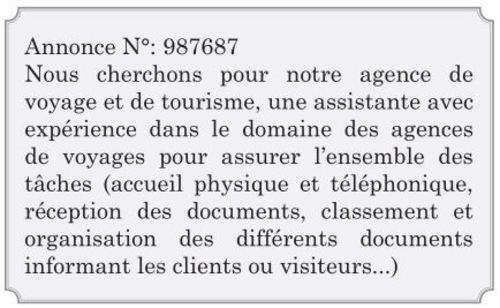 Annonce N°: 987687
Nous cherchons pour notre agence de
voyage et de tourisme, une assistante avec
expérience dans le domaine des agences
de voyages pour assurer l'ensemble des
tâches (accueil physique et téléphonique,
réception des documents, classement et
organisation des différents documents
informant les clients ou visiteurs...)